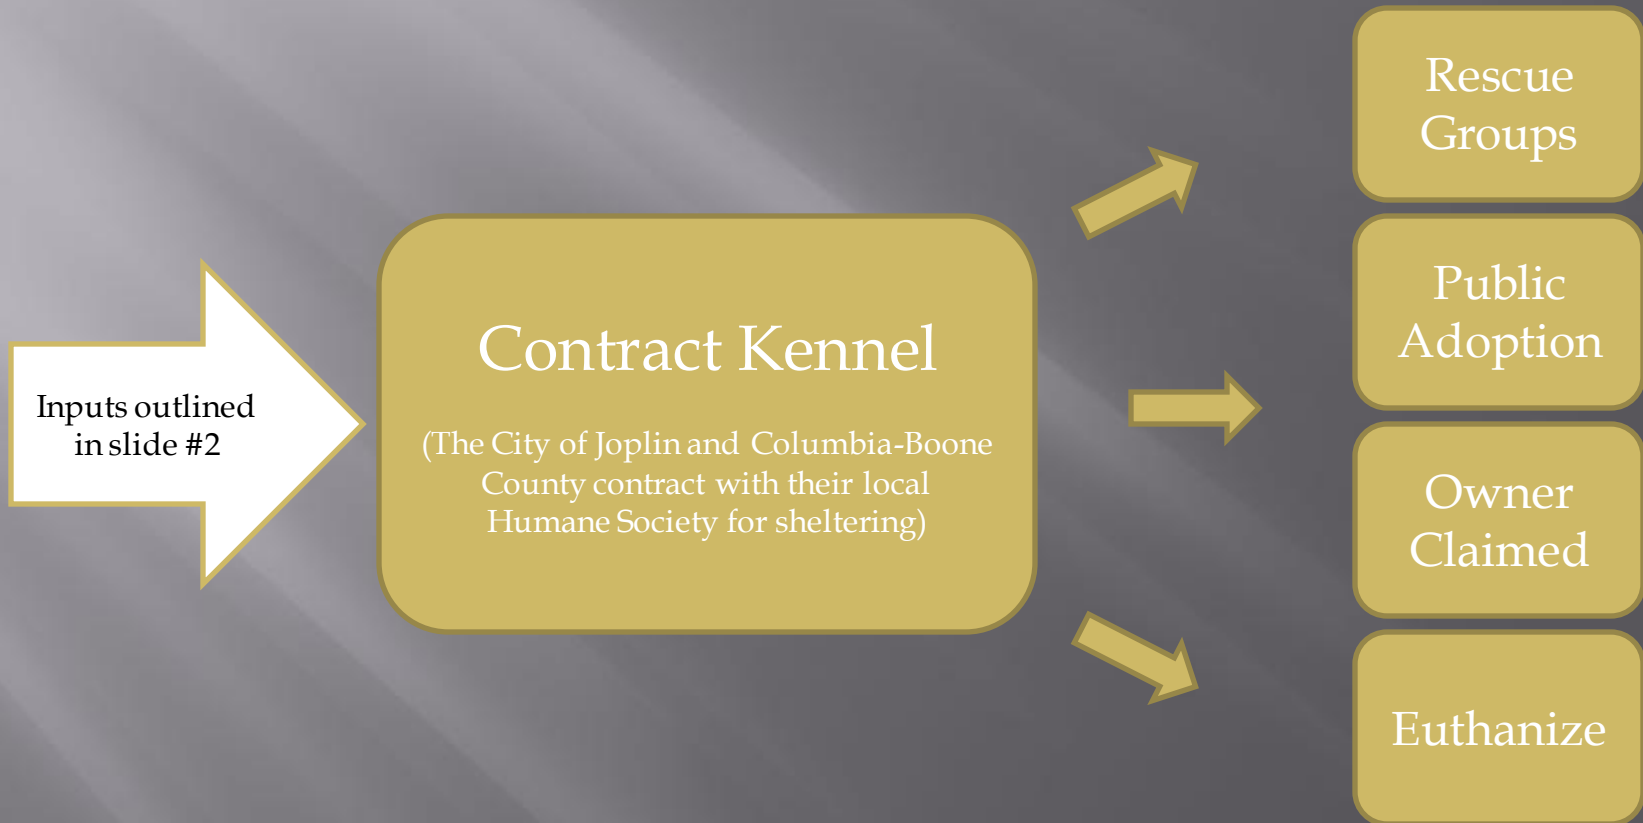 Inputs outlined
in slide #2
Contract Kennel
(The City of Joplin and Columbia-Boone
County contract with their local
Humane Society for sheltering)
Rescue
Groups
Public
Adoption
Owner
Claimed
Euthanize